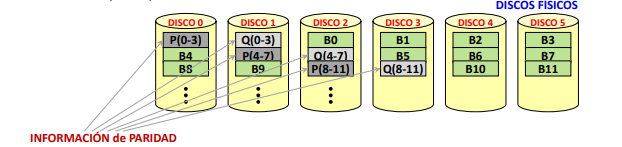 DISCOS FÍSICOS
DISCO 0 DISCO 1 DISCO 2 DISCO 3 DISCO 4 DISCO 5
P(0-3) Q(0-3) B0 B1 B2 B3
B4 P(4-7) Q(4-7) B5 B6 B7
B8 B9 P(8-11) Q(8-11) B10 B11
INFORMACIÓN de PARIDAD